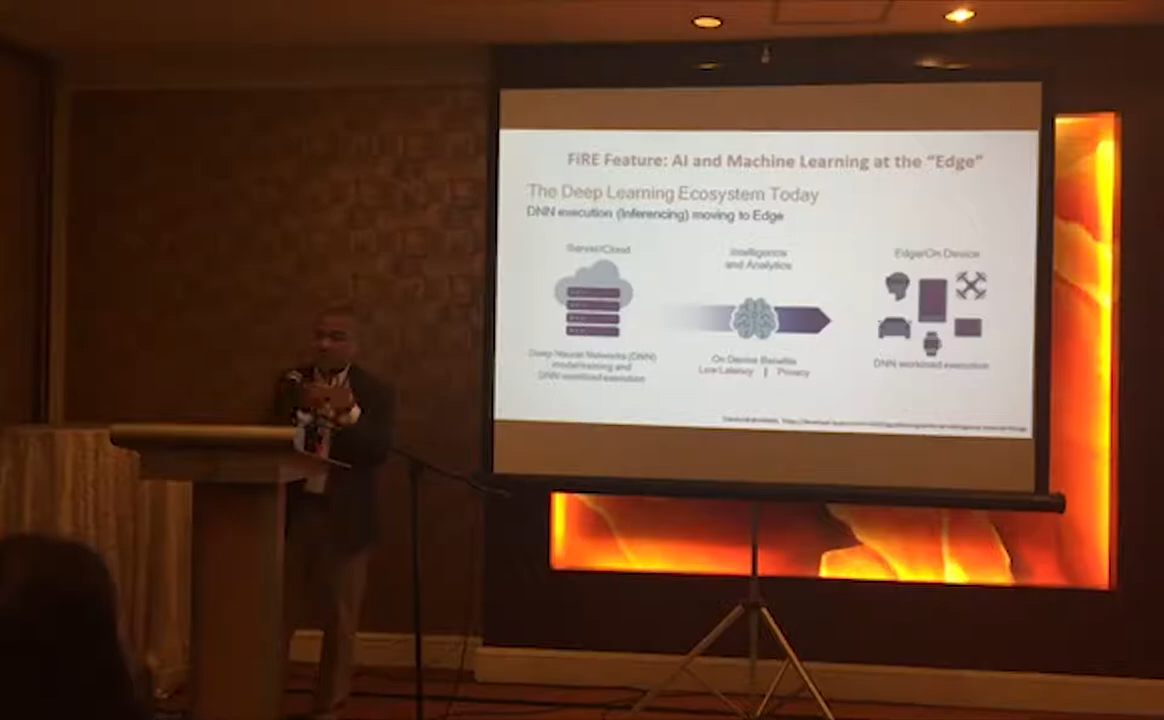 FiRE Feature: AI and Machine Learning at the “Edge”
The Deep Learning Ecosystem Today
DNN execution (Inferencing) moving to Edge
Server/Cloud
Intelligence
and Analytics
Edge/On Device
Deep Neural Networks (DNN)
model training and
DNN workload execution
On Device Benefits
Low Latency | Privacy
DNN workload execution